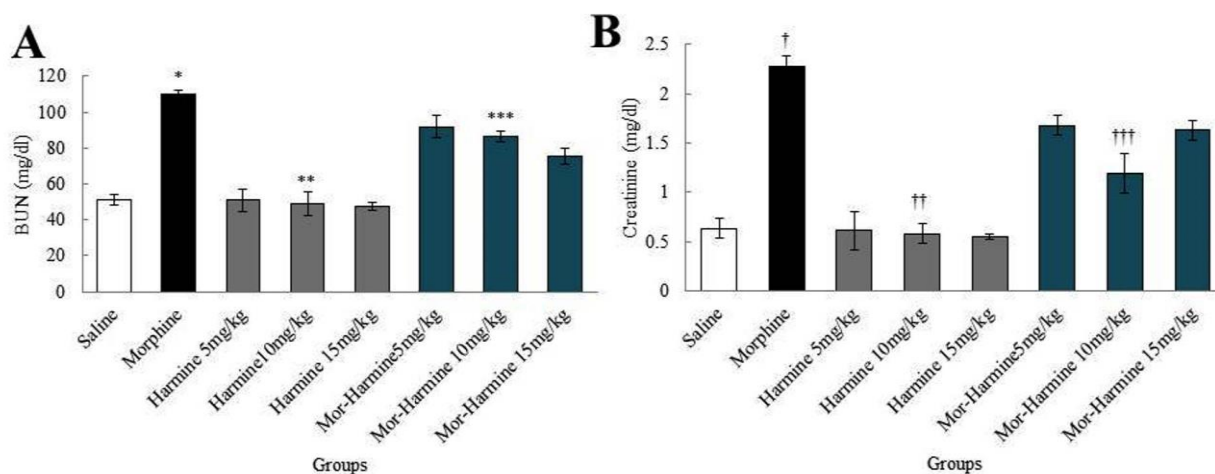 A
BUN (mg/dl)
120
100
80
60
40
20
0
*
**
***
Saline
Morphine
Harmine 5mg/kg
Harmine10mg/kg
Harmine 15mg/kg
Mor-Harmine5mg/kg
Mor-Harmine 10mg/kg
Mor-Harmine 15mg/kg
Groups
B
Creatinine (mg/dl)
2.5
2
1.5
1
0.5
0
†
††
†††
Saline
Morphine
Harmine 5mg/kg
Harmine 10mg/kg
Harmine 15mg/kg
Mor-Harmine5mg/kg
Mor-Harmine 10mg/kg
Mor-Harmine 15mg/kg
Groups